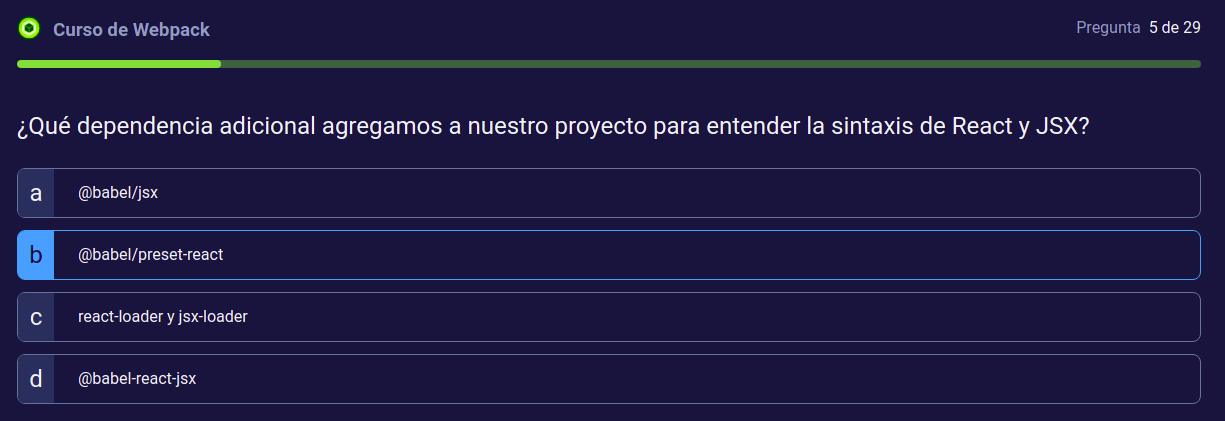 Curso de Webpack
Pregunta 5 de 29
¿Qué dependencia adicional agregamos a nuestro proyecto para entender la sintaxis de React y JSX?
a @babel/jsx
b @babel/preset-react
c react-loader y jsx-loader
d @babel-react-jsx